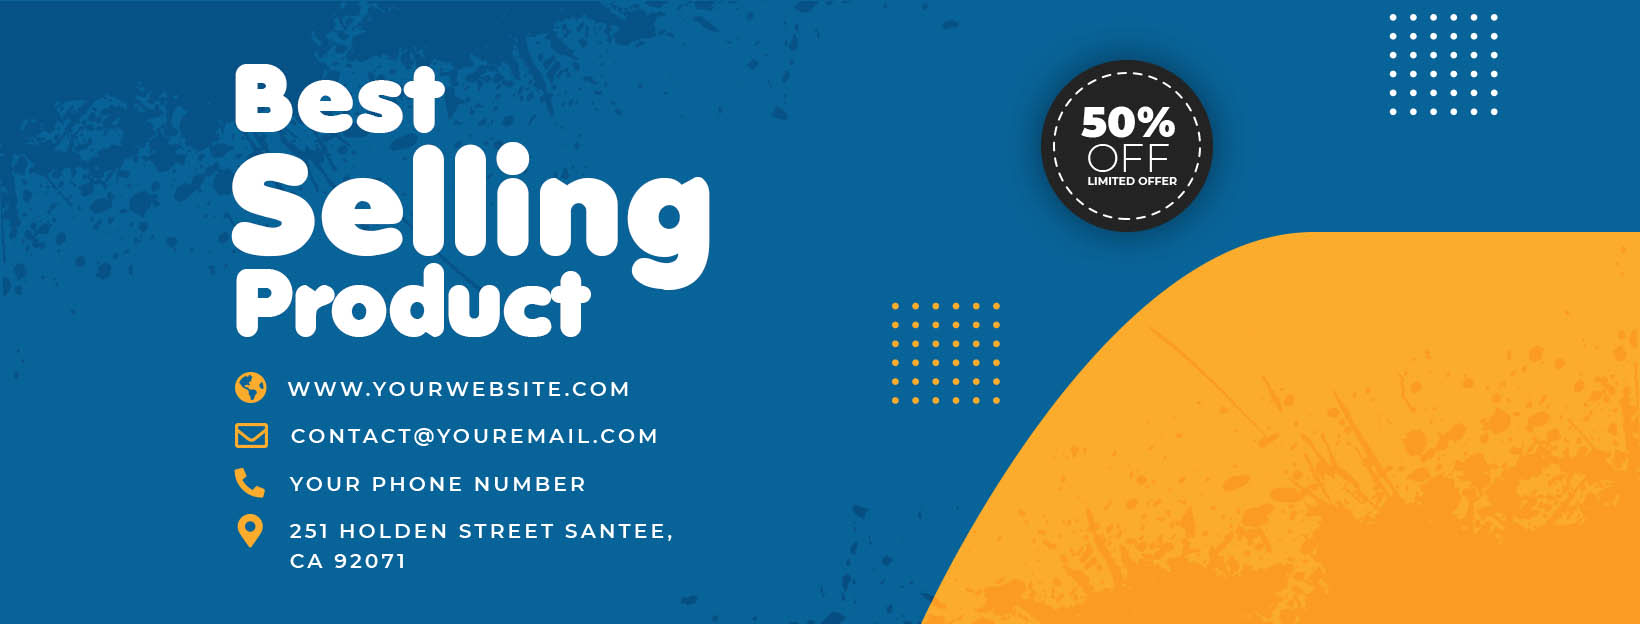 Best
Selling
Product
WWW.YOURWEBSITE.COM
CONTACT@YOUREMAIL.COM
YOUR PHONE NUMBER
251 HOLDEN STREET SANTEE,
CA 92071
50%
OFF
LIMITED OFFER